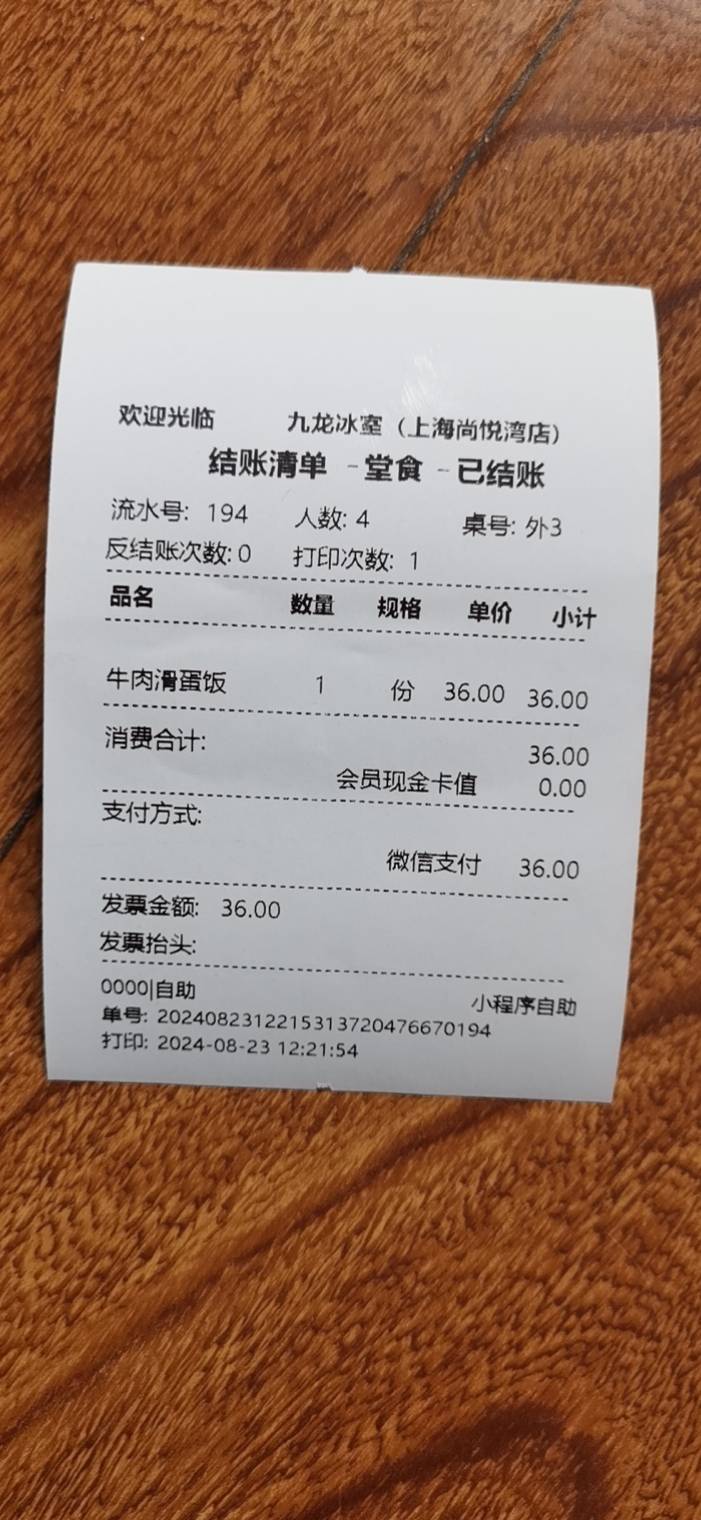 欢迎光临 九龙冰室（上海尚悦湾店）
结账清单 -堂食 -已结账
流水号: 194 人数: 4 桌号: 外3
反结账次数: 0 打印次数: 1
品名 数量 规格 单价 小计
牛肉滑蛋饭 1 份 36.00 36.00
消费合计: 36.00
会员现金卡值 0.00
支付方式:
微信支付 36.00
发票金额: 36.00
发票抬头:
0000|自助 小程序自助
单号: 2024082312215313720476670194
打印: 2024-08-23 12:21:54